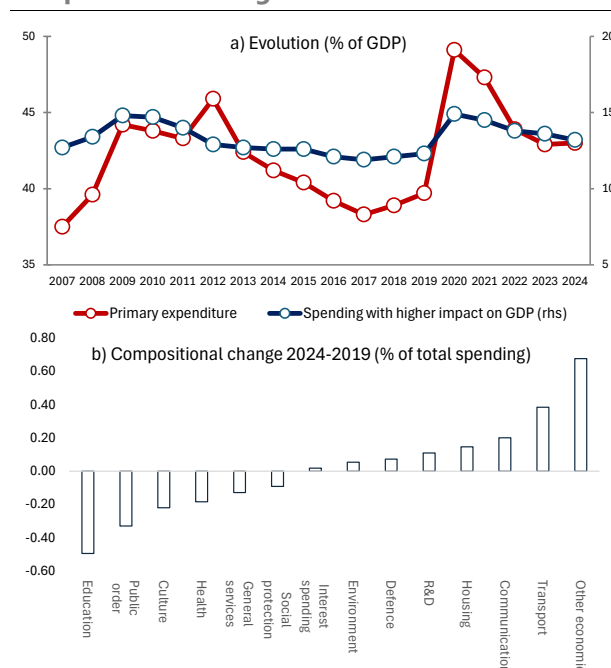 a) Evolution (% of GDP)
50
45
40
35
20
15
10
5
2007 2008 2009 2010 2011 2012 2013 2014 2015 2016 2017 2018 2019 2020 2021 2022 2023 2024
Primary expenditure
Spending with higher impact on GDP (rhs)
b) Compositional change 2024-2019 (% of total spending)
0.80
0.60
0.40
0.20
0.00
-0.20
-0.40
-0.60
Education
Public
order
Culture
Health
General
services
Social
protection
Interest
spending
Environment
Defence
R&D
Housing
Communication
Transport
Other economic